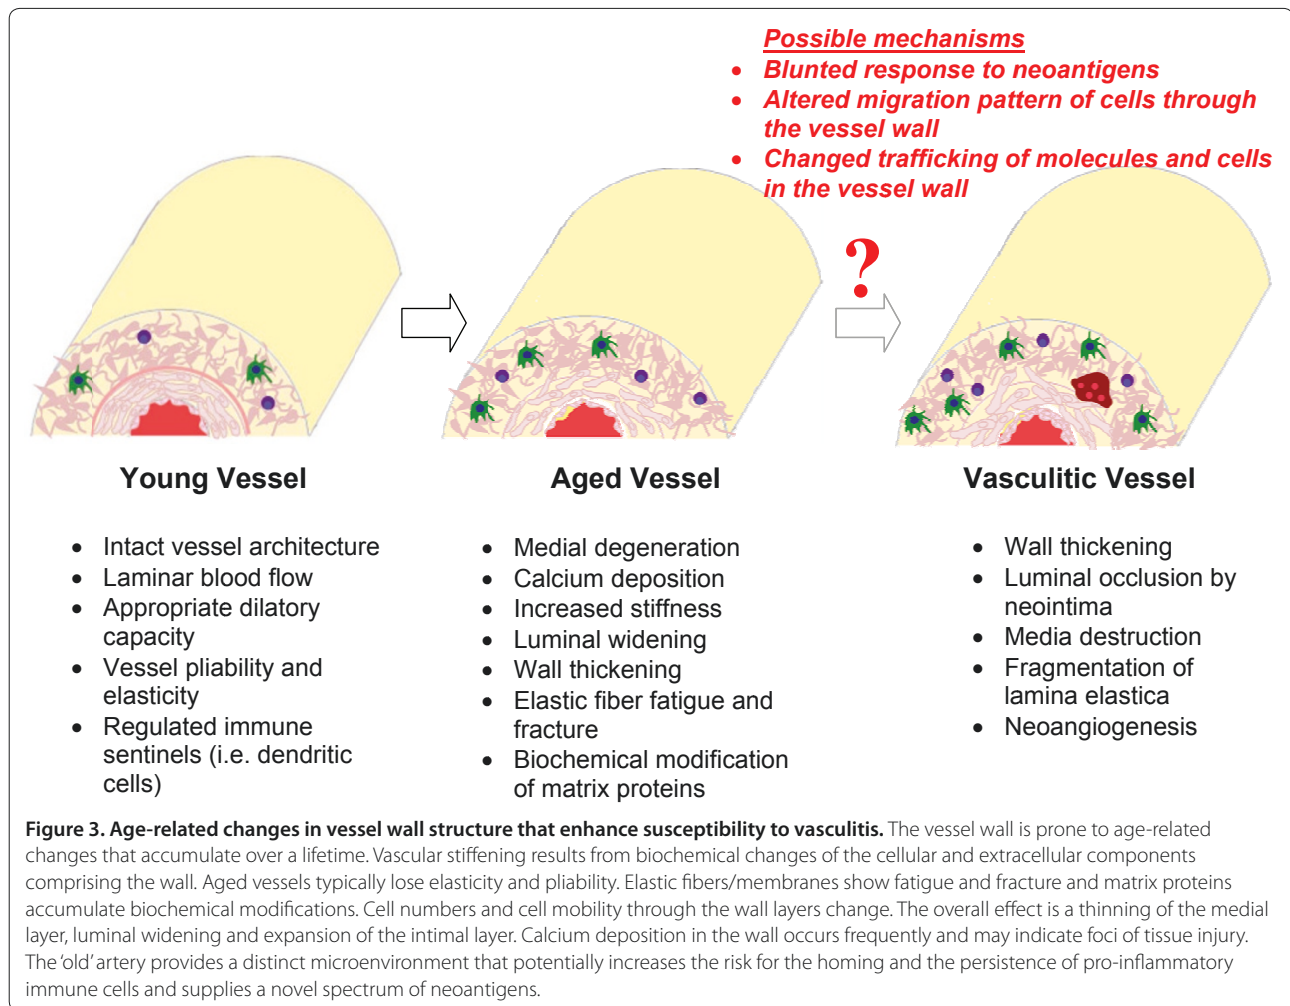 Possible mechanisms
• Blunted response to neoantigens
• Altered migration pattern of cells through
the vessel wall
• Changed trafficking of molecules and cells
in the vessel wall
?
Young Vessel
• Intact vessel architecture
• Laminar blood flow
• Appropriate dilatory
capacity
• Vessel pliability and
elasticity
• Regulated immune
sentinels (i.e. dendritic
cells)
Aged Vessel
• Medial degeneration
• Calcium deposition
• Increased stiffness
• Luminal widening
• Wall thickening
• Elastic fiber fatigue and
fracture
• Biochemical modification
of matrix proteins
Vasculitic Vessel
• Wall thickening
• Luminal occlusion by
neointima
• Media destruction
• Fragmentation of
lamina elastica
• Neoangiogenesis
Figure 3. Age-related changes in vessel wall structure that enhance susceptibility to vasculitis. The vessel wall is prone to age-related
changes that accumulate over a lifetime. Vascular stiffening results from biochemical changes of the cellular and extracellular components
comprising the wall. Aged vessels typically lose elasticity and pliability. Elastic fibers/membranes show fatigue and fracture and matrix proteins
accumulate biochemical modifications. Cell numbers and cell mobility through the wall layers change. The overall effect is a thinning of the medial
layer, luminal widening and expansion of the intimal layer. Calcium deposition in the wall occurs frequently and may indicate foci of tissue injury.
The ‘old’ artery provides a distinct microenvironment that potentially increases the risk for the homing and the persistence of pro-inflammatory
immune cells and supplies a novel spectrum of neoantigens.